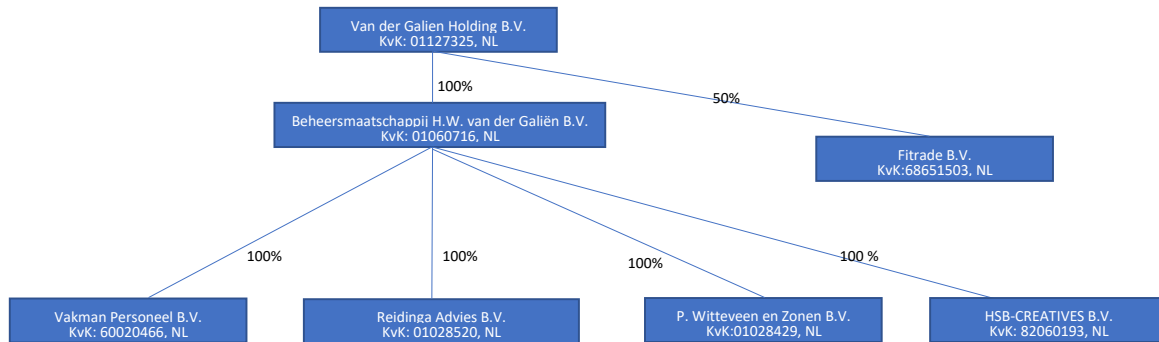 Van der Galien Holding B.V.
KvK: 01127325, NL
100%
50%
Beheersmaatschappij H.W. van der Galiën B.V.
KvK: 01060716, NL
Fitrade B.V.
KvK:68651503, NL
100%
100%
100%
100 %
Vakman Personeel B.V.
KvK: 60020466, NL
Reidinga Advies B.V.
KvK: 01028520, NL
P. Witteveen en Zonen B.V.
KvK:01028429, NL
HSB-CREATIVES B.V.
KvK: 82060193, NL